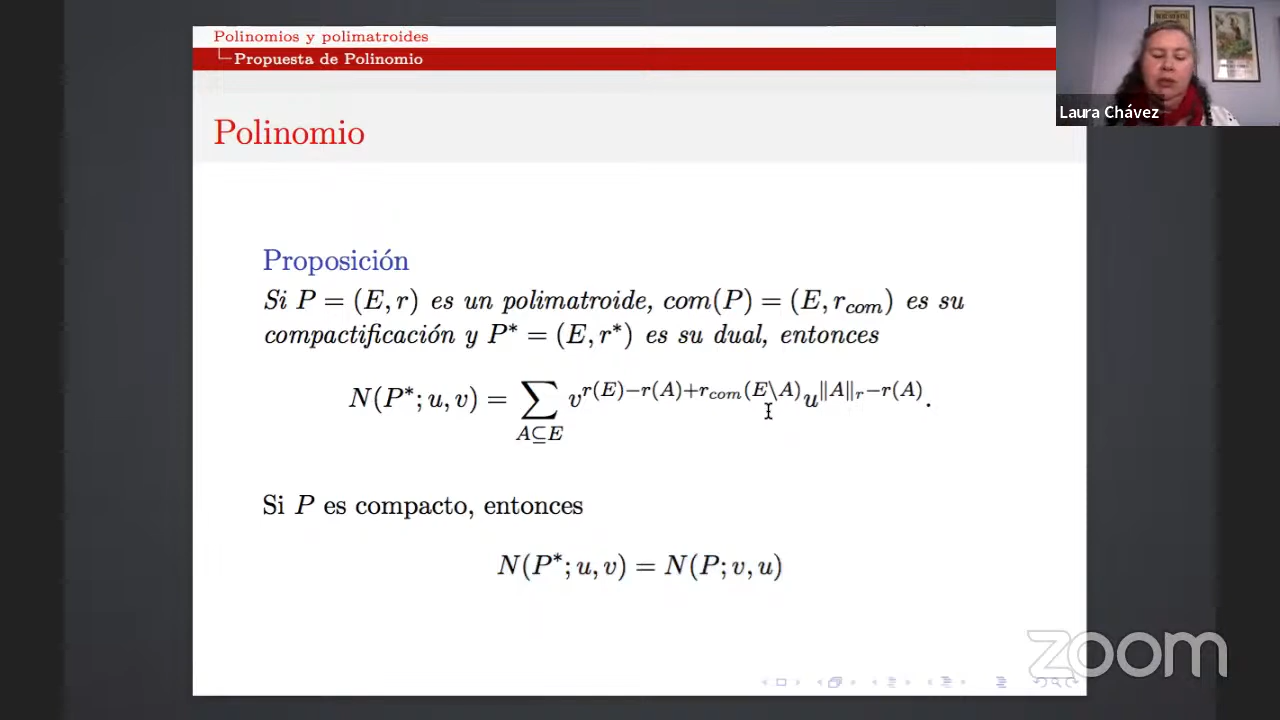 Polinomios y polimatroides
Propuesta de Polinomio
Laura Chávez
Polinomio
Proposición
Si P = (E, r) es un polimatroide, com(P) = (E, r_com) es su
compactificación y P* = (E, r*) es su dual, entonces
N(P*; u, v) = ∑_{A⊆E} v^{r(E)−r(A)+r_com(E\A)} u^{‖A‖_r−r(A)}.
Si P es compacto, entonces
N(P*; u, v) = N(P; v, u)
zoom